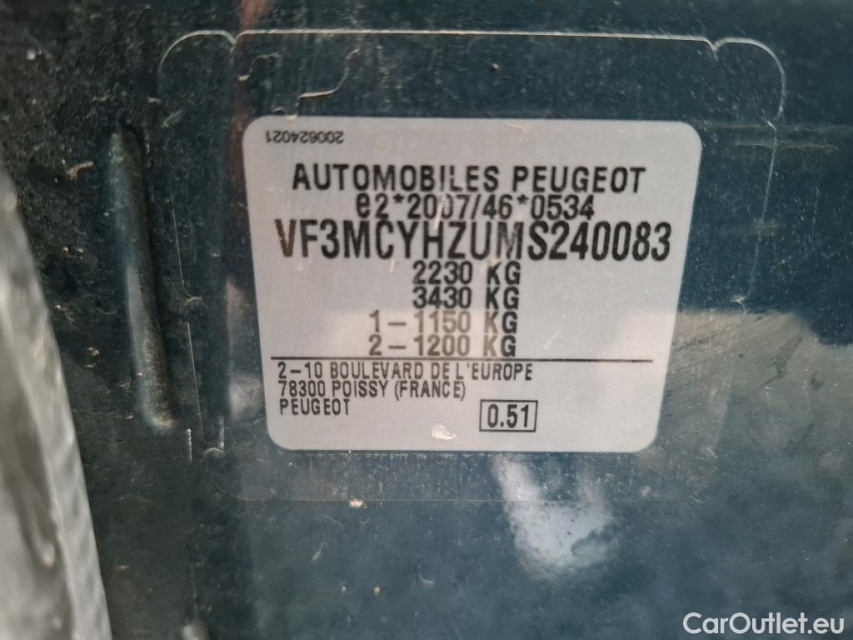 200624021
AUTOMOBILES PEUGEOT
e2*2007/46*0534
VF3MCYHZUMS240083
2230 KG
3430 KG
1-1150 KG
2-1200 KG
2-10 BOULEVARD DE L'EUROPE
78300 POISSY (FRANCE)
PEUGEOT
0.51
CarOutlet.eu